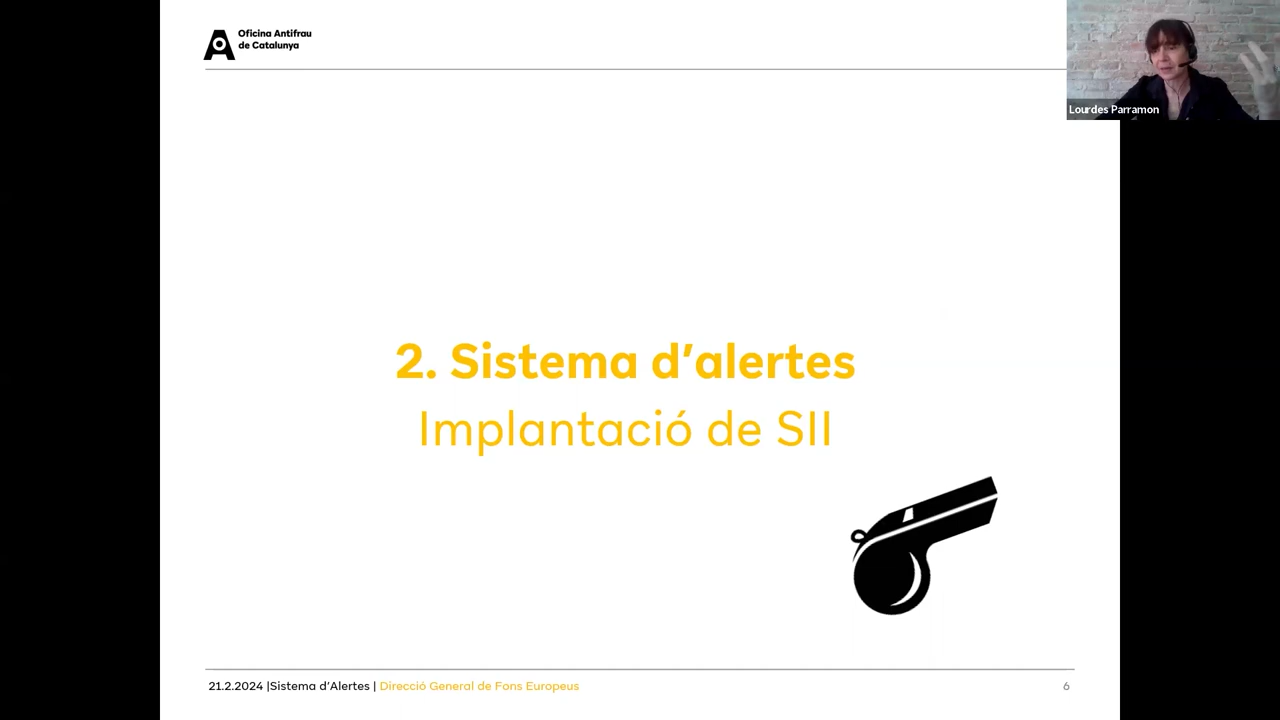 Oficina Antifrau
de Catalunya
Lourdes Parramon
2. Sistema d’alertes
Implantació de SII
21.2.2024 |Sistema d’Alertes | Direcció General de Fons Europeus
6